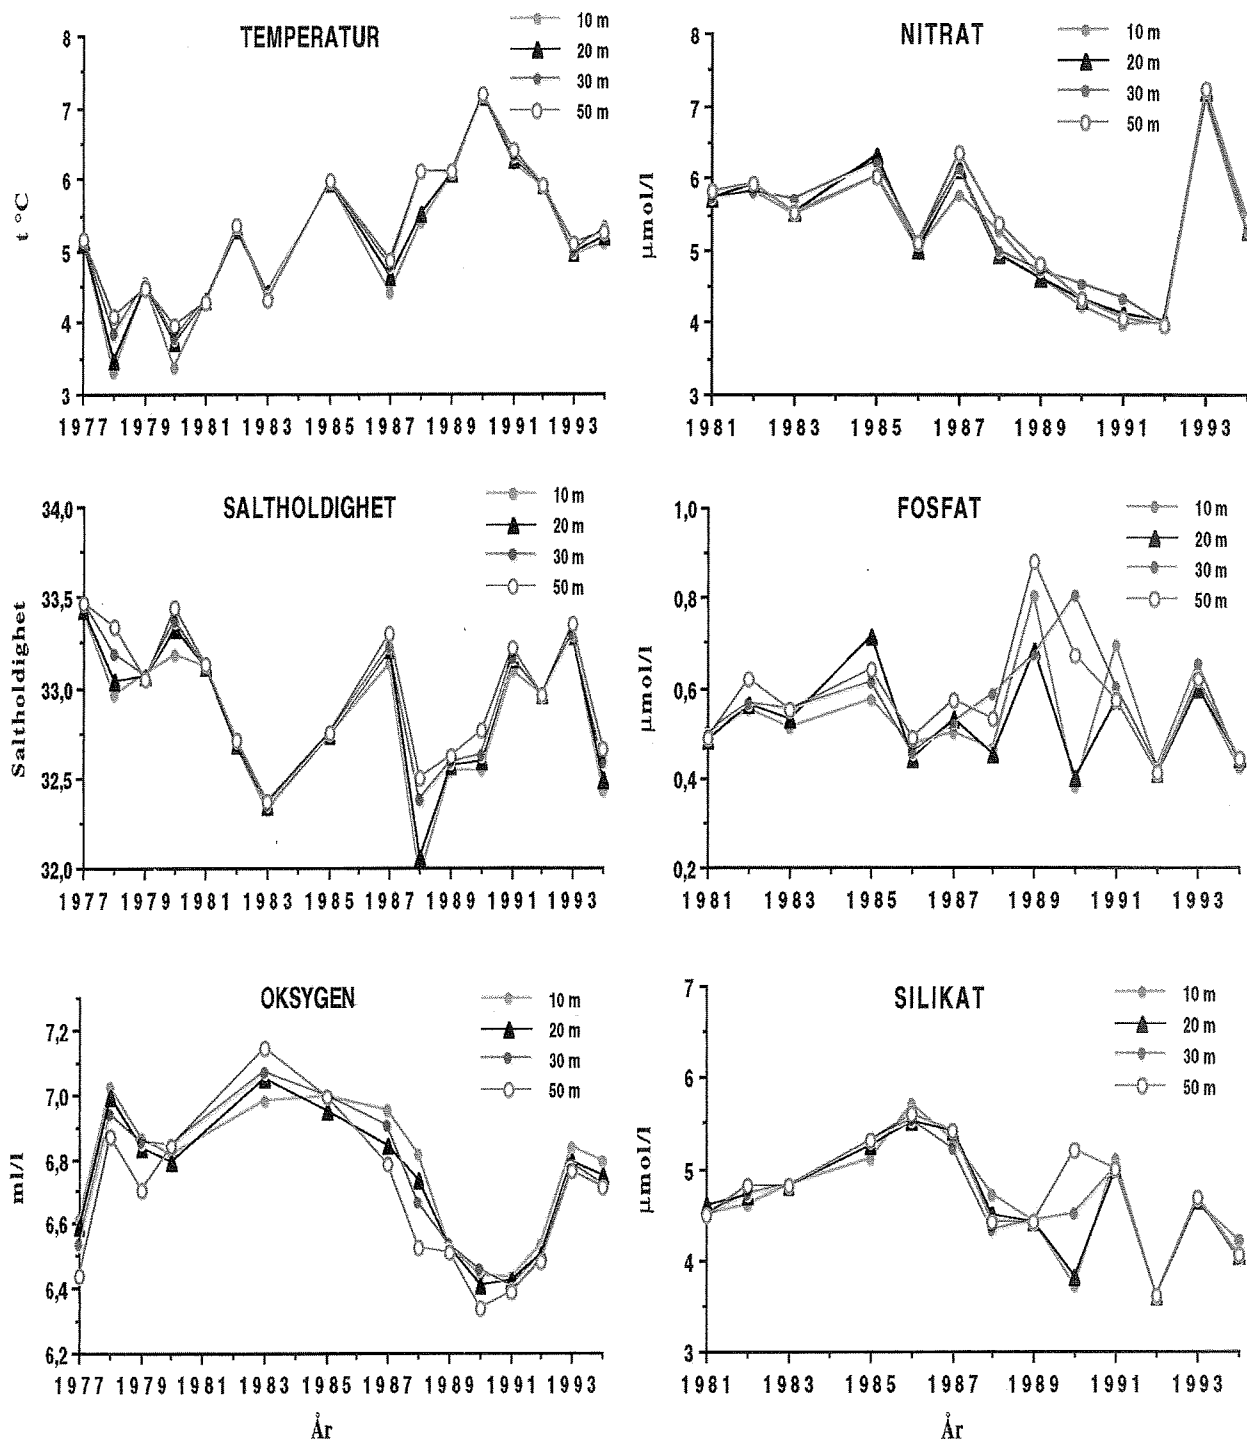 TEMPERATUR
10 m
20 m
30 m
50 m
8
7
6
5
4
3
t °C
1977 1979 1981 1983 1985 1987 1989 1991 1993
NITRAT
10 m
20 m
30 m
50 m
8
7
6
5
4
3
µmol/l
1981 1983 1985 1987 1989 1991 1993
SALTHOLDIGHET
10 m
20 m
30 m
50 m
34,0
33,5
33,0
32,5
32,0
Saltholdighet
1977 1979 1981 1983 1985 1987 1989 1991 1993
FOSFAT
10 m
20 m
30 m
50 m
1,0
0,8
0,6
0,4
0,2
µmol/l
1981 1983 1985 1987 1989 1991 1993
OKSYGEN
10 m
20 m
30 m
50 m
7,2
7,0
6,8
6,6
6,4
6,2
ml/l
1977 1979 1981 1983 1985 1987 1989 1991 1993
År
SILIKAT
10 m
20 m
30 m
50 m
7
6
5
4
3
µmol/l
1981 1983 1985 1987 1989 1991 1993
År